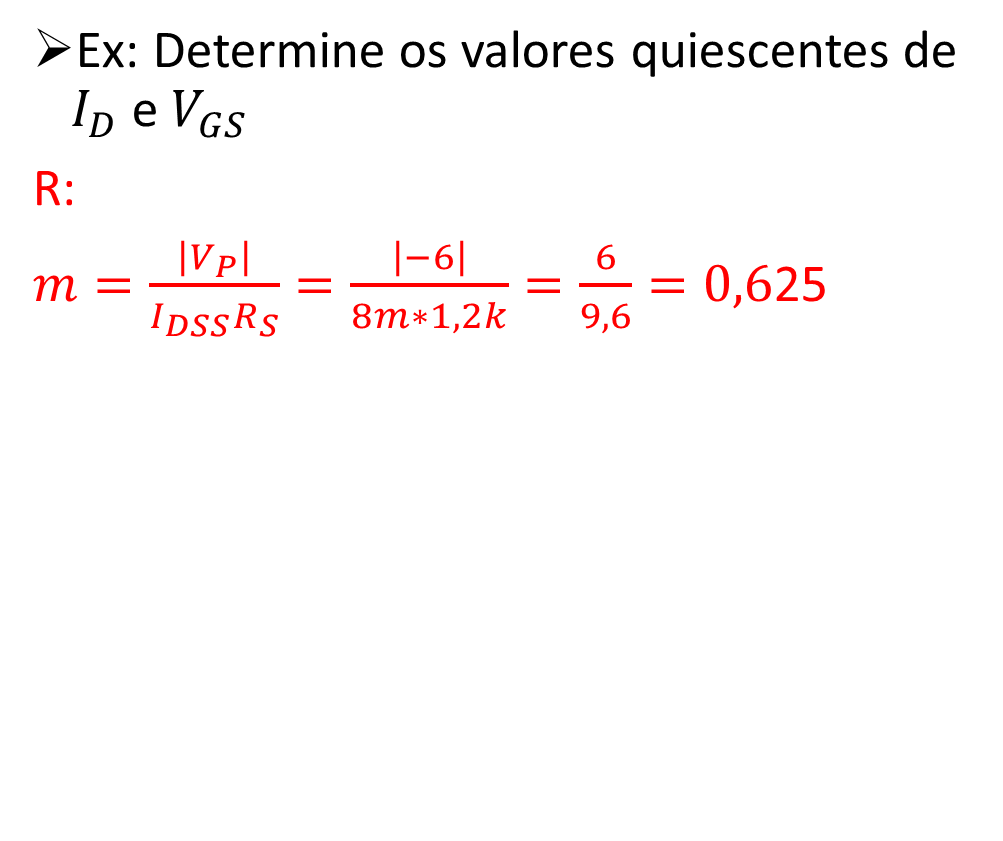 ➢Ex: Determine os valores quiescentes de
I_D e V_GS
R:
m = |V_P| / I_DSS R_S = |−6| / 8m∗1,2k = 6 / 9,6 = 0,625